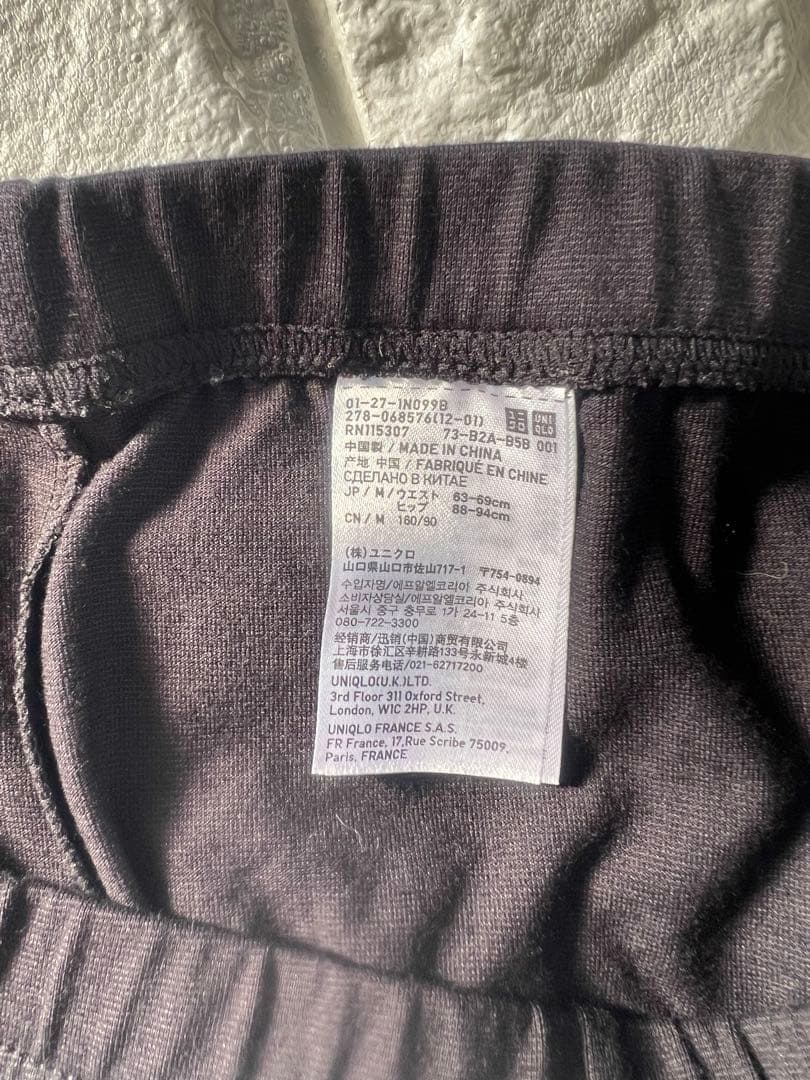 01-27-1N099B
278-068576(12-01)
ユニクロ UNIQLO
RN115307 73-B2A-B5B 001
中国製 / MADE IN CHINA
产地 中国 / FABRIQUÉ EN CHINE
СДЕЛАНО В КИТАЕ
JP / M / ウエスト 63-69cm
ヒップ 88-94cm
CN / M 160/90
(株)ユニクロ
山口県山口市佐山717-1 〒754-0894
수입자명/에프알엘코리아 주식회사
소비자상담실/에프알엘코리아 주식회사
서울시 중구 충무로 1가 24-11 5층
080-722-3300
经销商/迅销(中国)商贸有限公司
上海市徐汇区辛耕路133号永新城4楼
售后服务电话/021-62717200
UNIQLO(U.K.)LTD.
3rd Floor 311 Oxford Street,
London, W1C 2HP, U.K.
UNIQLO FRANCE S.A.S.
FR France, 17,Rue Scribe 75009,
Paris, FRANCE